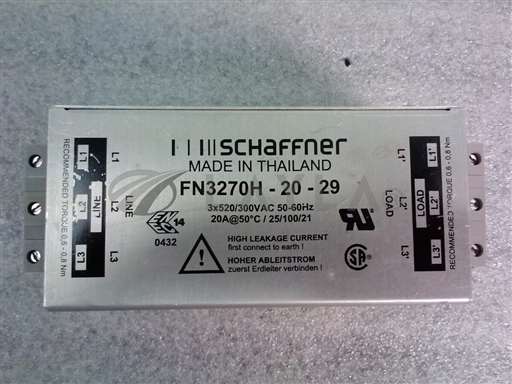 schaffner
MADE IN THAILAND
FN3270H - 20 - 29
3x520/300VAC 50-60Hz
20A@50°C / 25/100/21
14
0432
HIGH LEAKAGE CURRENT
first connect to earth !
HOHER ABLEITSTROM
zuerst Erdleiter verbinden !
RECOMMENDED TORQUE 0,6 - 0,8 Nm
L1
L2
L3
LINE
L1
L2
L3
LINE
L1'
L2'
L3'
LOAD
L1'
L2'
L3'
LOAD
RECOMMENDED TORQUE 0,6 - 0,8 Nm